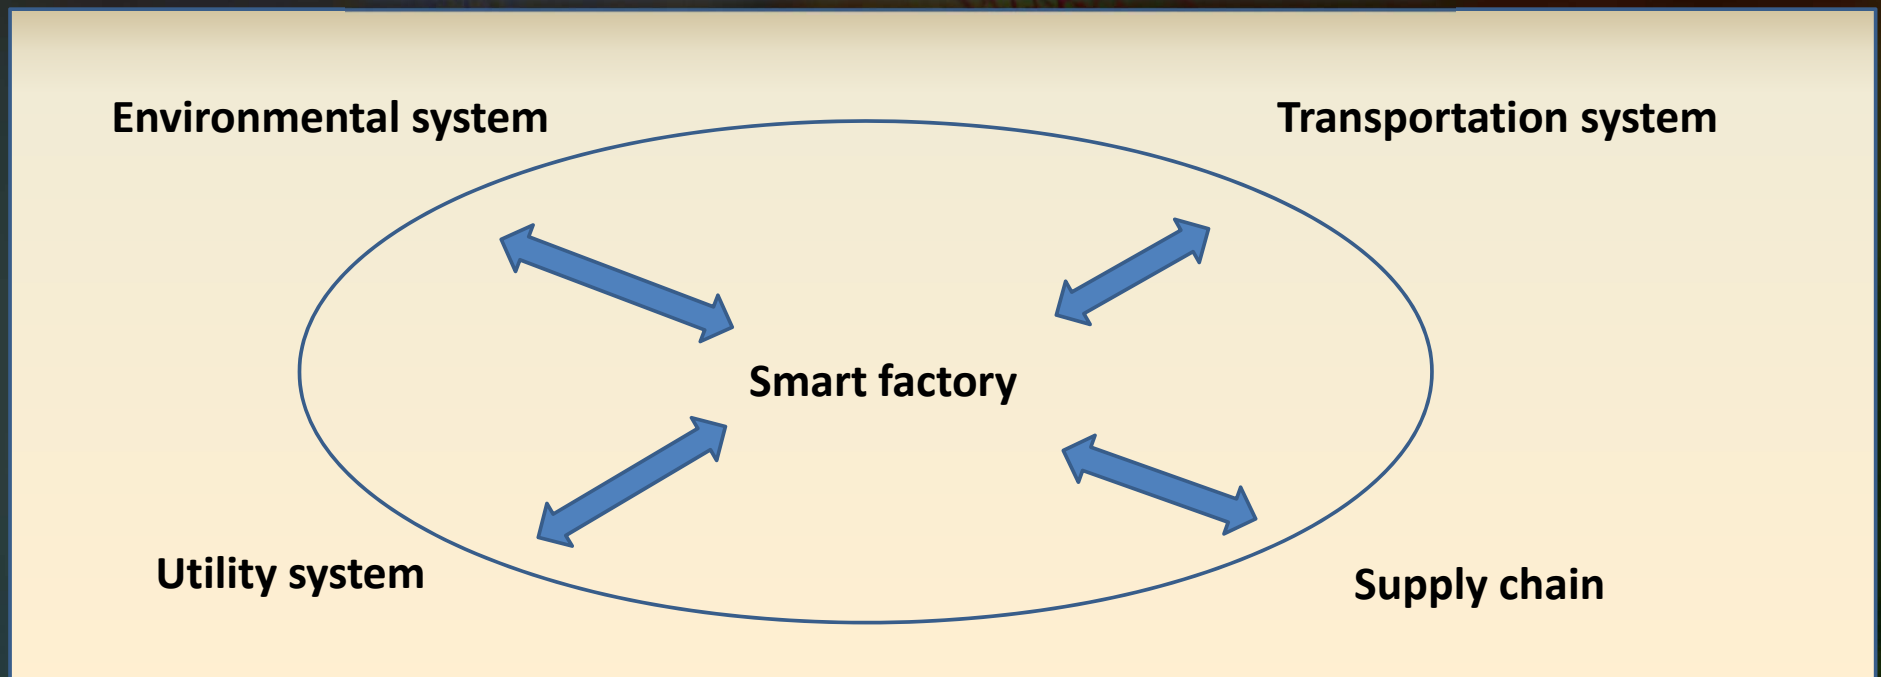 Environmental system
Transportation system
Smart factory
Utility system
Supply chain